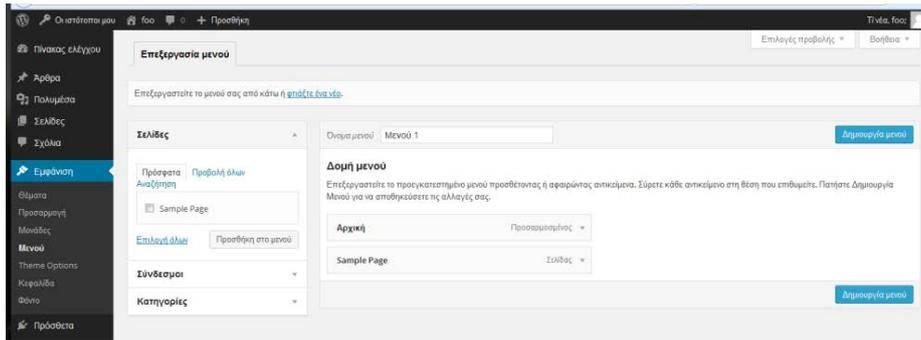 Οι ιστότοποι μου foo 0 + Προσθήκη
Τί νέα, foo;
Πίνακας ελέγχου
Άρθρα
Πολυμέσα
Σελίδες
Σχόλια
Εμφάνιση
Θέματα
Προσαρμογή
Μονάδες
Μενού
Theme Options
Κεφαλίδα
Φόντο
Πρόσθετα
Επιλογές προβολής
Βοήθεια
Επεξεργασία μενού
Επεξεργαστείτε το μενού σας από κάτω ή φτιάξτε ένα νέο.
Σελίδες
Πρόσφατα Προβολή όλων
Αναζήτηση
Sample Page
Επιλογή όλων Προσθήκη στο μενού
Σύνδεσμοι
Κατηγορίες
Όνομα μενού Μενού 1 Δημιουργία μενού
Δομή μενού
Επεξεργαστείτε το προεγκατεστημένο μενού προσθέτοντας ή αφαιρώντας αντικείμενα. Σύρετε κάθε αντικείμενο στη θέση που επιθυμείτε. Πατήστε Δημιουργία
Μενού για να αποθηκεύσετε τις αλλαγές σας.
Αρχική Προσαρμοσμένος
Sample Page Σελίδας
Δημιουργία μενού